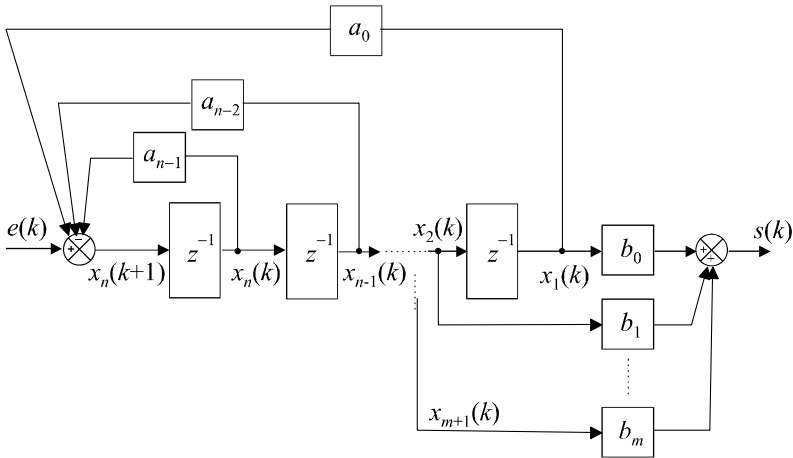 a₀
aₙ₋₂
aₙ₋₁
e(k)
+
−
xₙ(k+1)
z⁻¹
xₙ(k)
z⁻¹
xₙ₋₁(k)
x₂(k)
z⁻¹
x₁(k)
b₀
+
+
s(k)
b₁
xₘ₊₁(k)
bₘ